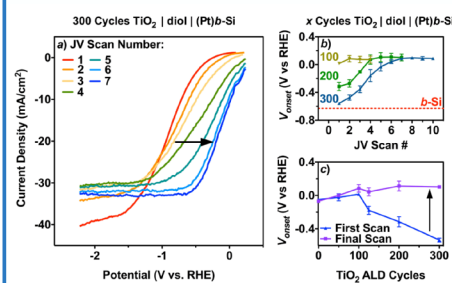 300 Cycles TiO₂ | diol | (Pt)b-Si
a) JV Scan Number:
1 5
2 6
3 7
4
0
-10
-20
-30
-40
Current Density (mA/cm²)
-2 -1 0
Potential (V vs. RHE)
x Cycles TiO₂ | diol | (Pt)b-Si
b)
100
200
300
b-Si
0.4
0.0
-0.4
-0.8
Vonset (V vs RHE)
0 2 4 6 8 10
JV Scan #
c)
0.4
0.0
-0.4
Vonset (V vs RHE)
First Scan
Final Scan
0 100 200 300
TiO₂ ALD Cycles